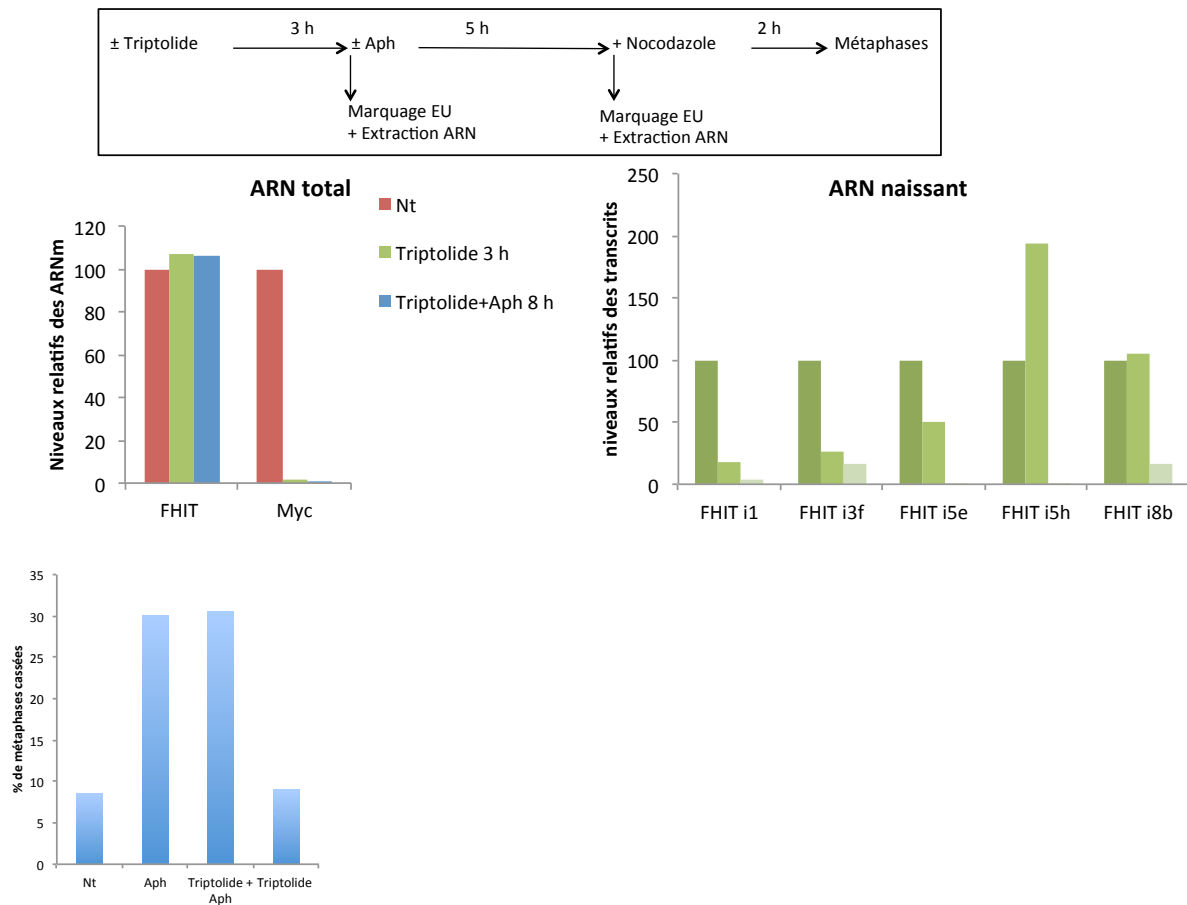 3 h
5 h
2 h
± Triptolide
± Aph
+ Nocodazole
Métaphases
Marquage EU
+ Extraction ARN
Marquage EU
+ Extraction ARN
ARN total
Niveaux relatifs des ARNm
120
100
80
60
40
20
0
FHIT
Myc
Nt
Triptolide 3 h
Triptolide+Aph 8 h
ARN naissant
niveaux relatifs des transcrits
250
200
150
100
50
0
FHIT i1
FHIT i3f
FHIT i5e
FHIT i5h
FHIT i8b
% de métaphases cassées
35
30
25
20
15
10
5
0
Nt
Aph
Triptolide +
Aph
Triptolide